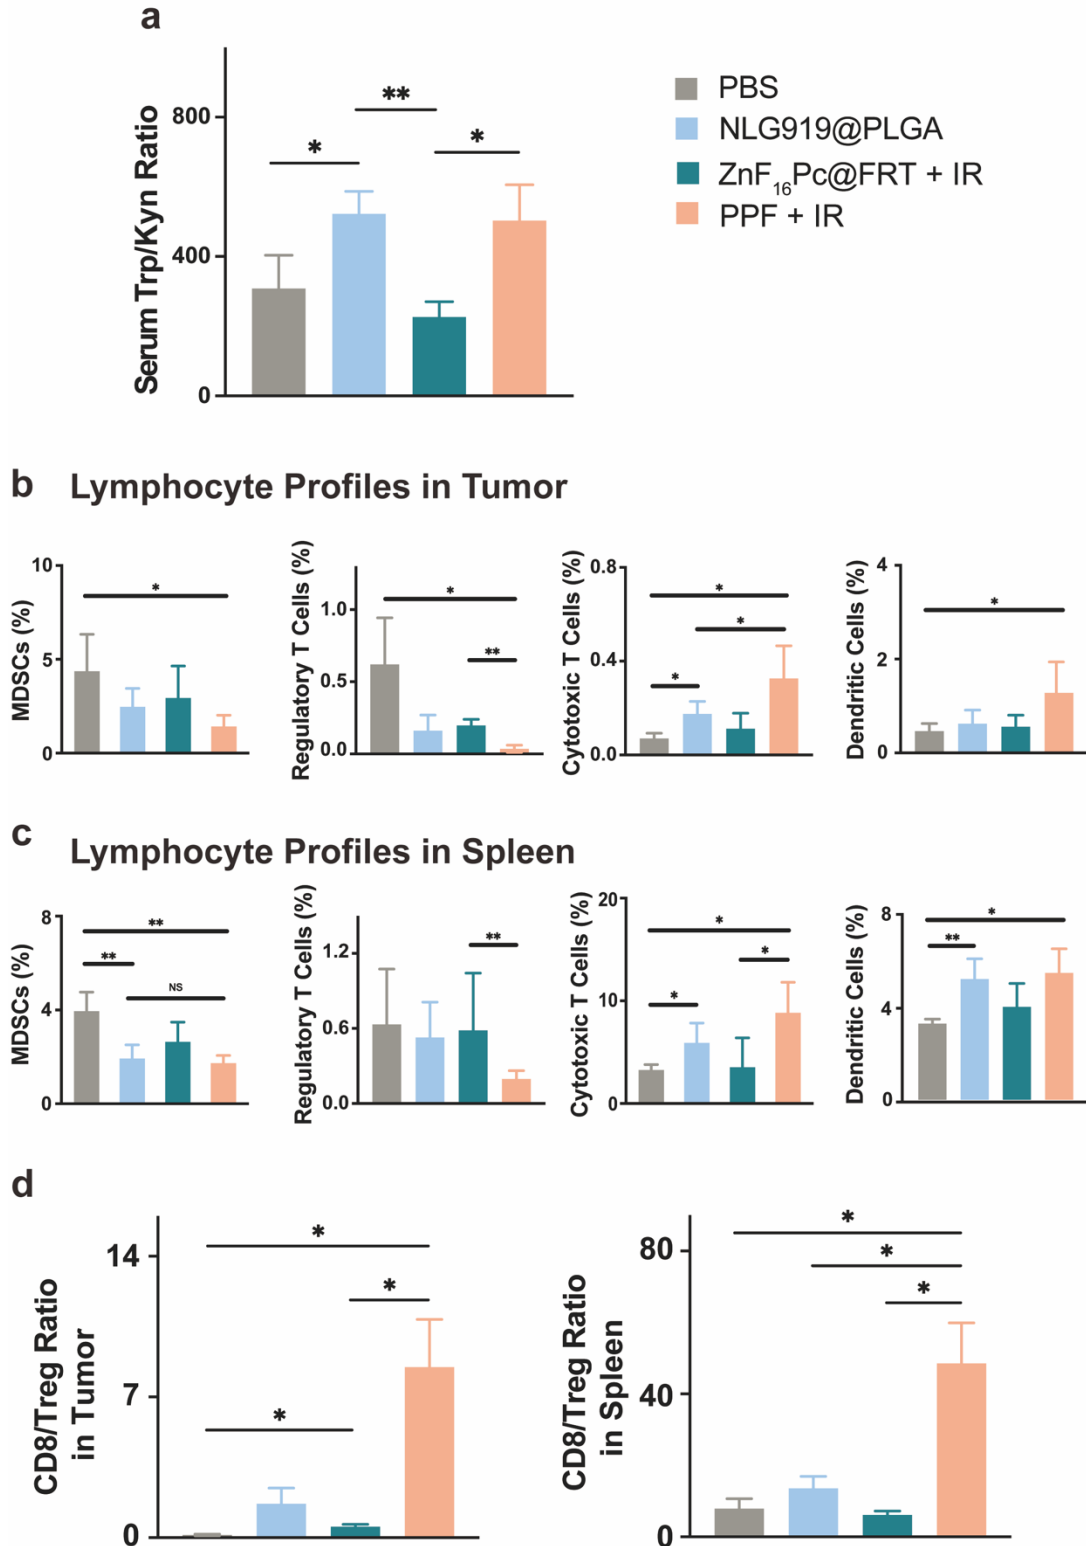 a
Serum Trp/Kyn Ratio
800
400
0
*
**
*
PBS
NLG919@PLGA
ZnF₁₆Pc@FRT + IR
PPF + IR
b Lymphocyte Profiles in Tumor
MDSCs (%)
10
5
0
*
Regulatory T Cells (%)
1.0
0.5
0.0
*
**
Cytotoxic T Cells (%)
0.8
0.4
0.0
*
*
*
Dendritic Cells (%)
4
2
0
*
c
Lymphocyte Profiles in Spleen
MDSCs (%)
8
4
0
**
**
NS
Regulatory T Cells (%)
1.2
0.6
0.0
**
Cytotoxic T Cells (%)
20
10
0
*
*
*
Dendritic Cells (%)
8
4
0
*
**
d
CD8/Treg Ratio
in Tumor
14
7
0
*
*
*
CD8/Treg Ratio
in Spleen
80
40
0
*
*
*